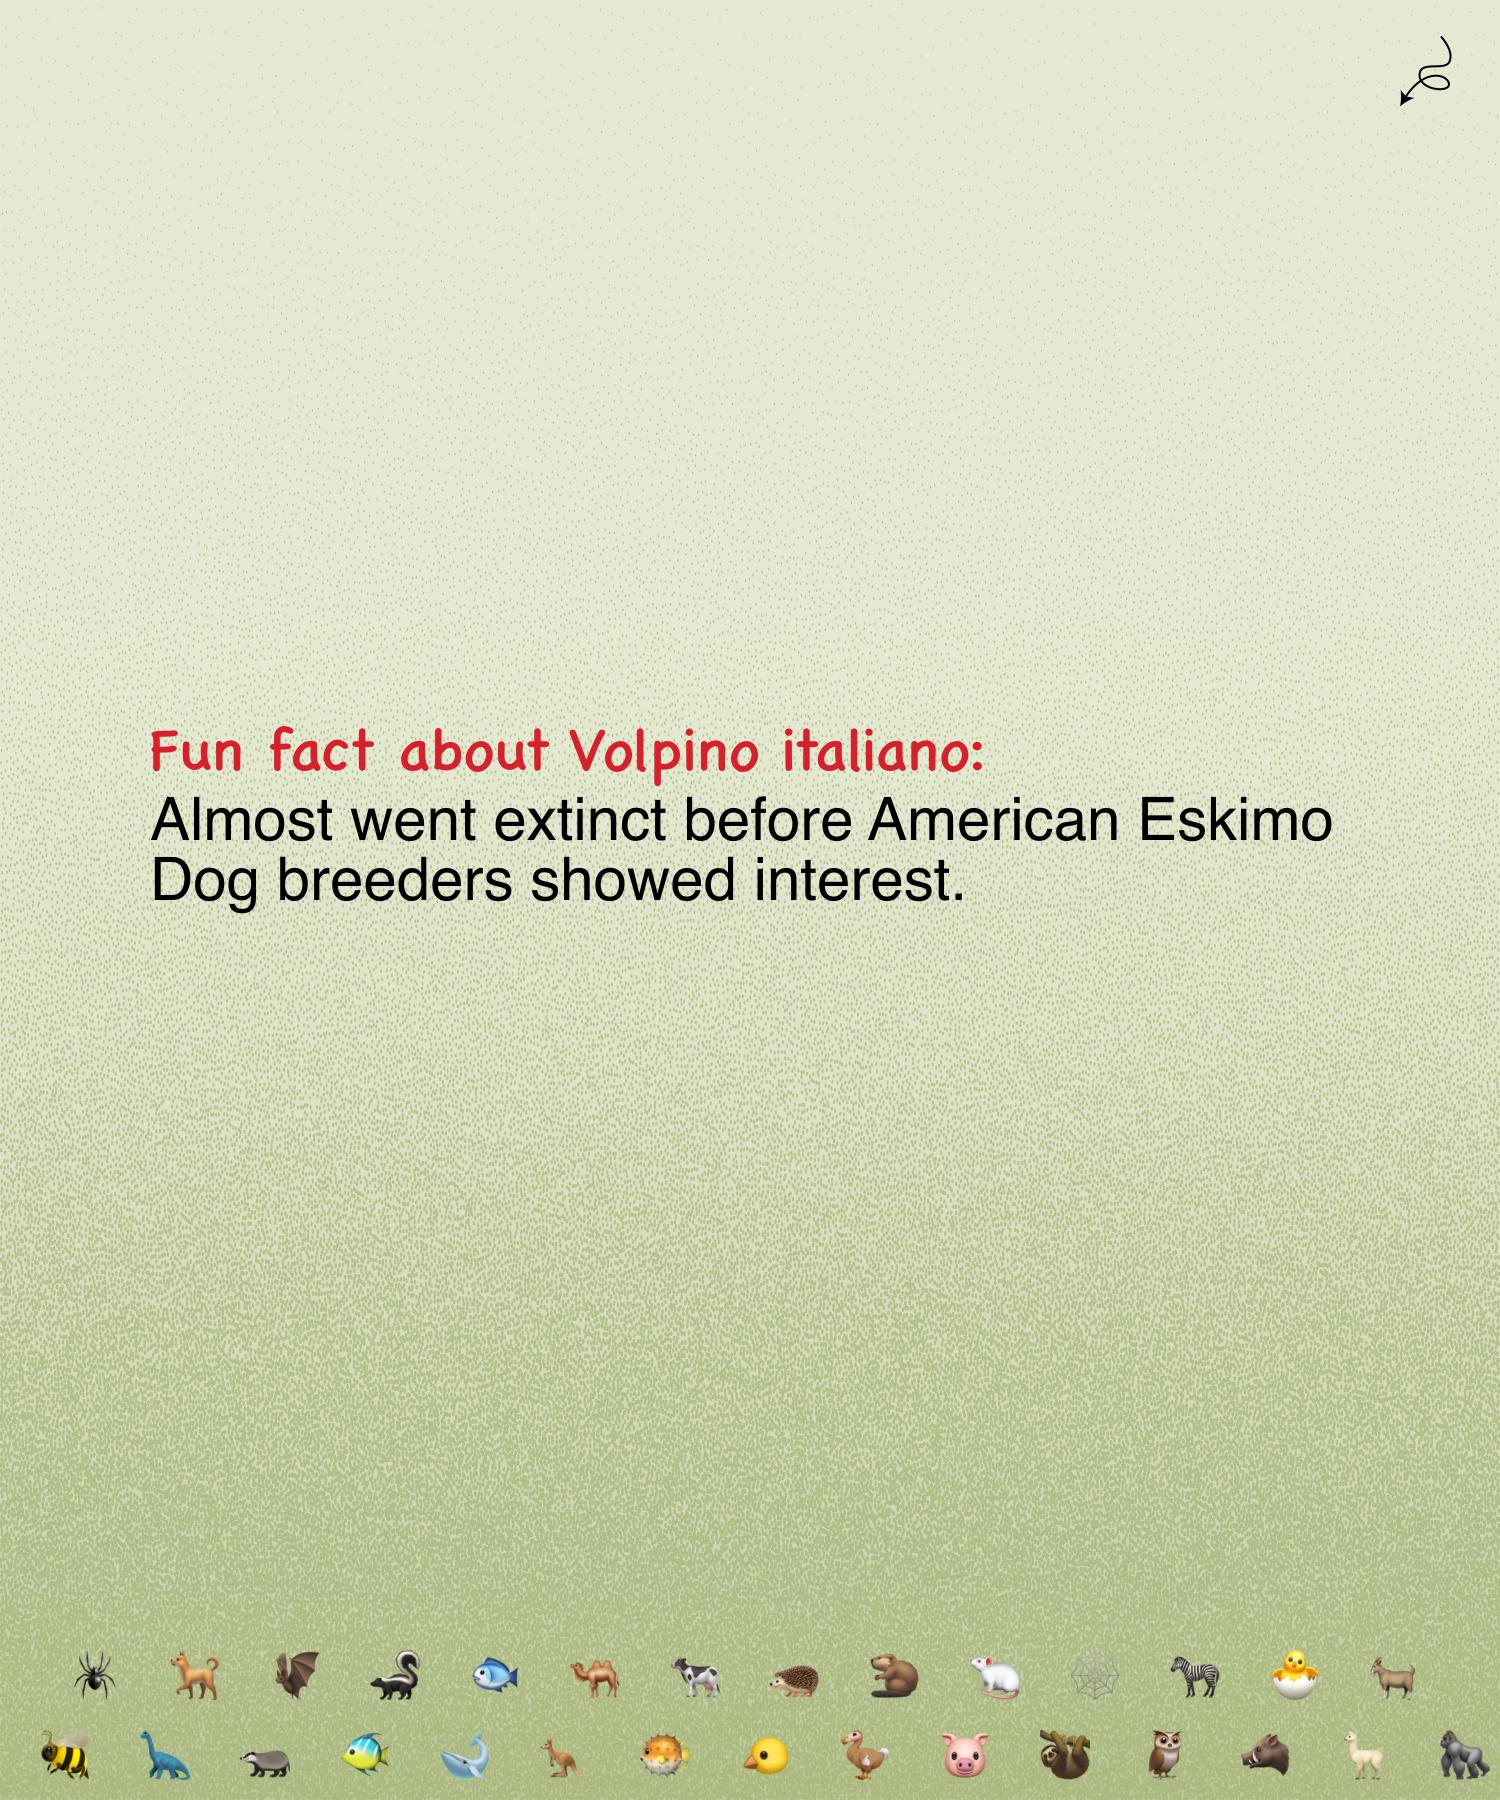 Fun fact about Volpino italiano:
Almost went extinct before American Eskimo
Dog breeders showed interest.